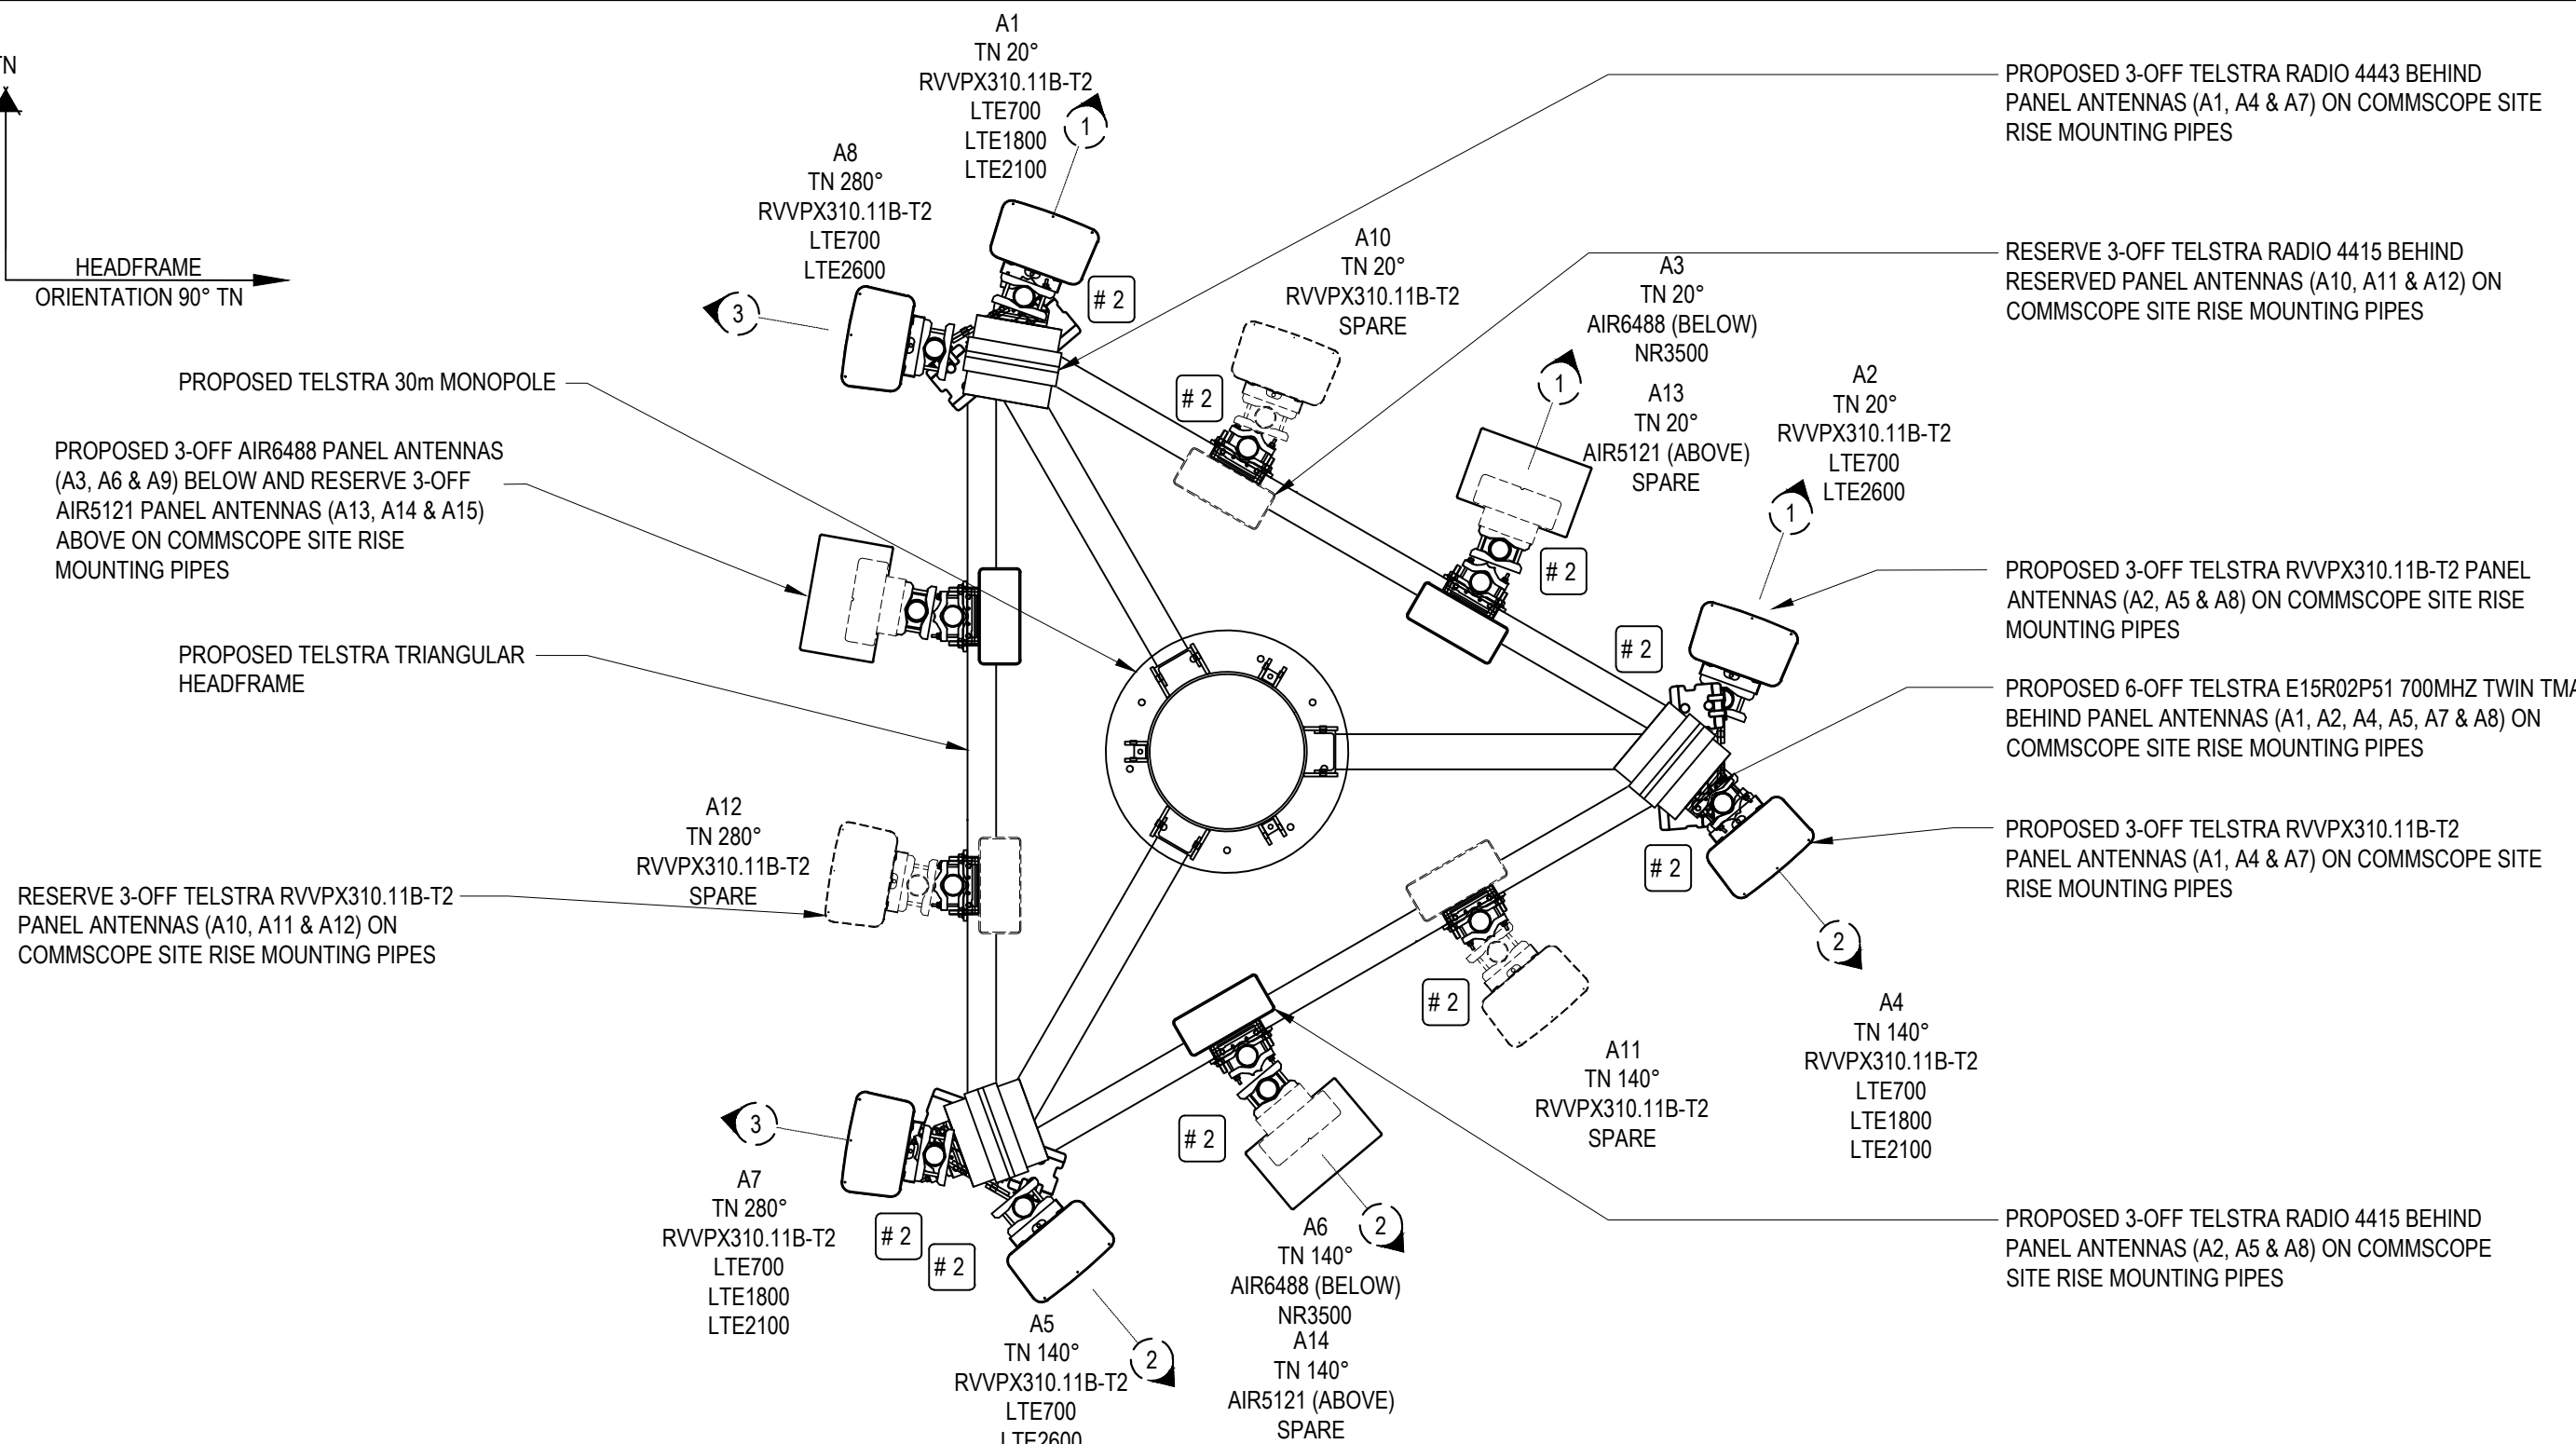 TN
HEADFRAME
ORIENTATION 90° TN
A1
TN 20°
RVVPX310.11B-T2
LTE700
LTE1800
LTE2100
1
A8
TN 280°
RVVPX310.11B-T2
LTE700
LTE2600
3
# 2
A10
TN 20°
RVVPX310.11B-T2
SPARE
# 2
A3
TN 20°
AIR6488 (BELOW)
NR3500
1
A13
TN 20°
AIR5121 (ABOVE)
SPARE
# 2
A2
TN 20°
RVVPX310.11B-T2
LTE700
LTE2600
1
# 2
PROPOSED 3-OFF TELSTRA RADIO 4443 BEHIND
PANEL ANTENNAS (A1, A4 & A7) ON COMMSCOPE SITE
RISE MOUNTING PIPES
RESERVE 3-OFF TELSTRA RADIO 4415 BEHIND
RESERVED PANEL ANTENNAS (A10, A11 & A12) ON
COMMSCOPE SITE RISE MOUNTING PIPES
PROPOSED TELSTRA 30m MONOPOLE
PROPOSED 3-OFF AIR6488 PANEL ANTENNAS
(A3, A6 & A9) BELOW AND RESERVE 3-OFF
AIR5121 PANEL ANTENNAS (A13, A14 & A15)
ABOVE ON COMMSCOPE SITE RISE
MOUNTING PIPES
PROPOSED TELSTRA TRIANGULAR
HEADFRAME
PROPOSED 3-OFF TELSTRA RVVPX310.11B-T2 PANEL
ANTENNAS (A2, A5 & A8) ON COMMSCOPE SITE RISE
MOUNTING PIPES
PROPOSED 6-OFF TELSTRA E15R02P51 700MHZ TWIN TMA
BEHIND PANEL ANTENNAS (A1, A2, A4, A5, A7 & A8) ON
COMMSCOPE SITE RISE MOUNTING PIPES
PROPOSED 3-OFF TELSTRA RVVPX310.11B-T2
PANEL ANTENNAS (A1, A4 & A7) ON COMMSCOPE SITE
RISE MOUNTING PIPES
A12
TN 280°
RVVPX310.11B-T2
SPARE
RESERVE 3-OFF TELSTRA RVVPX310.11B-T2
PANEL ANTENNAS (A10, A11 & A12) ON
COMMSCOPE SITE RISE MOUNTING PIPES
# 2
2
A4
TN 140°
RVVPX310.11B-T2
LTE700
LTE1800
LTE2100
# 2
A11
TN 140°
RVVPX310.11B-T2
SPARE
# 2
3
A7
TN 280°
RVVPX310.11B-T2
LTE700
LTE1800
LTE2100
# 2
# 2
A5
TN 140°
RVVPX310.11B-T2
LTE700
LTE2600
2
A6
TN 140°
AIR6488 (BELOW)
NR3500
2
A14
TN 140°
AIR5121 (ABOVE)
SPARE
PROPOSED 3-OFF TELSTRA RADIO 4415 BEHIND
PANEL ANTENNAS (A2, A5 & A8) ON COMMSCOPE
SITE RISE MOUNTING PIPES